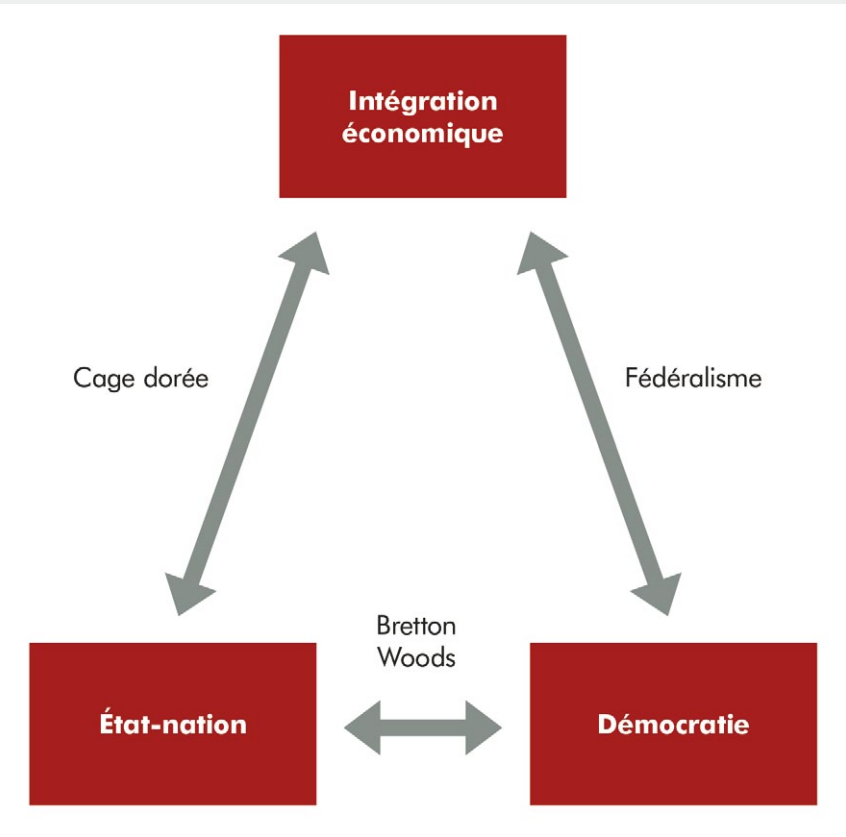 Intégration
économique
Cage dorée
Fédéralisme
Bretton
Woods
État-nation
Démocratie